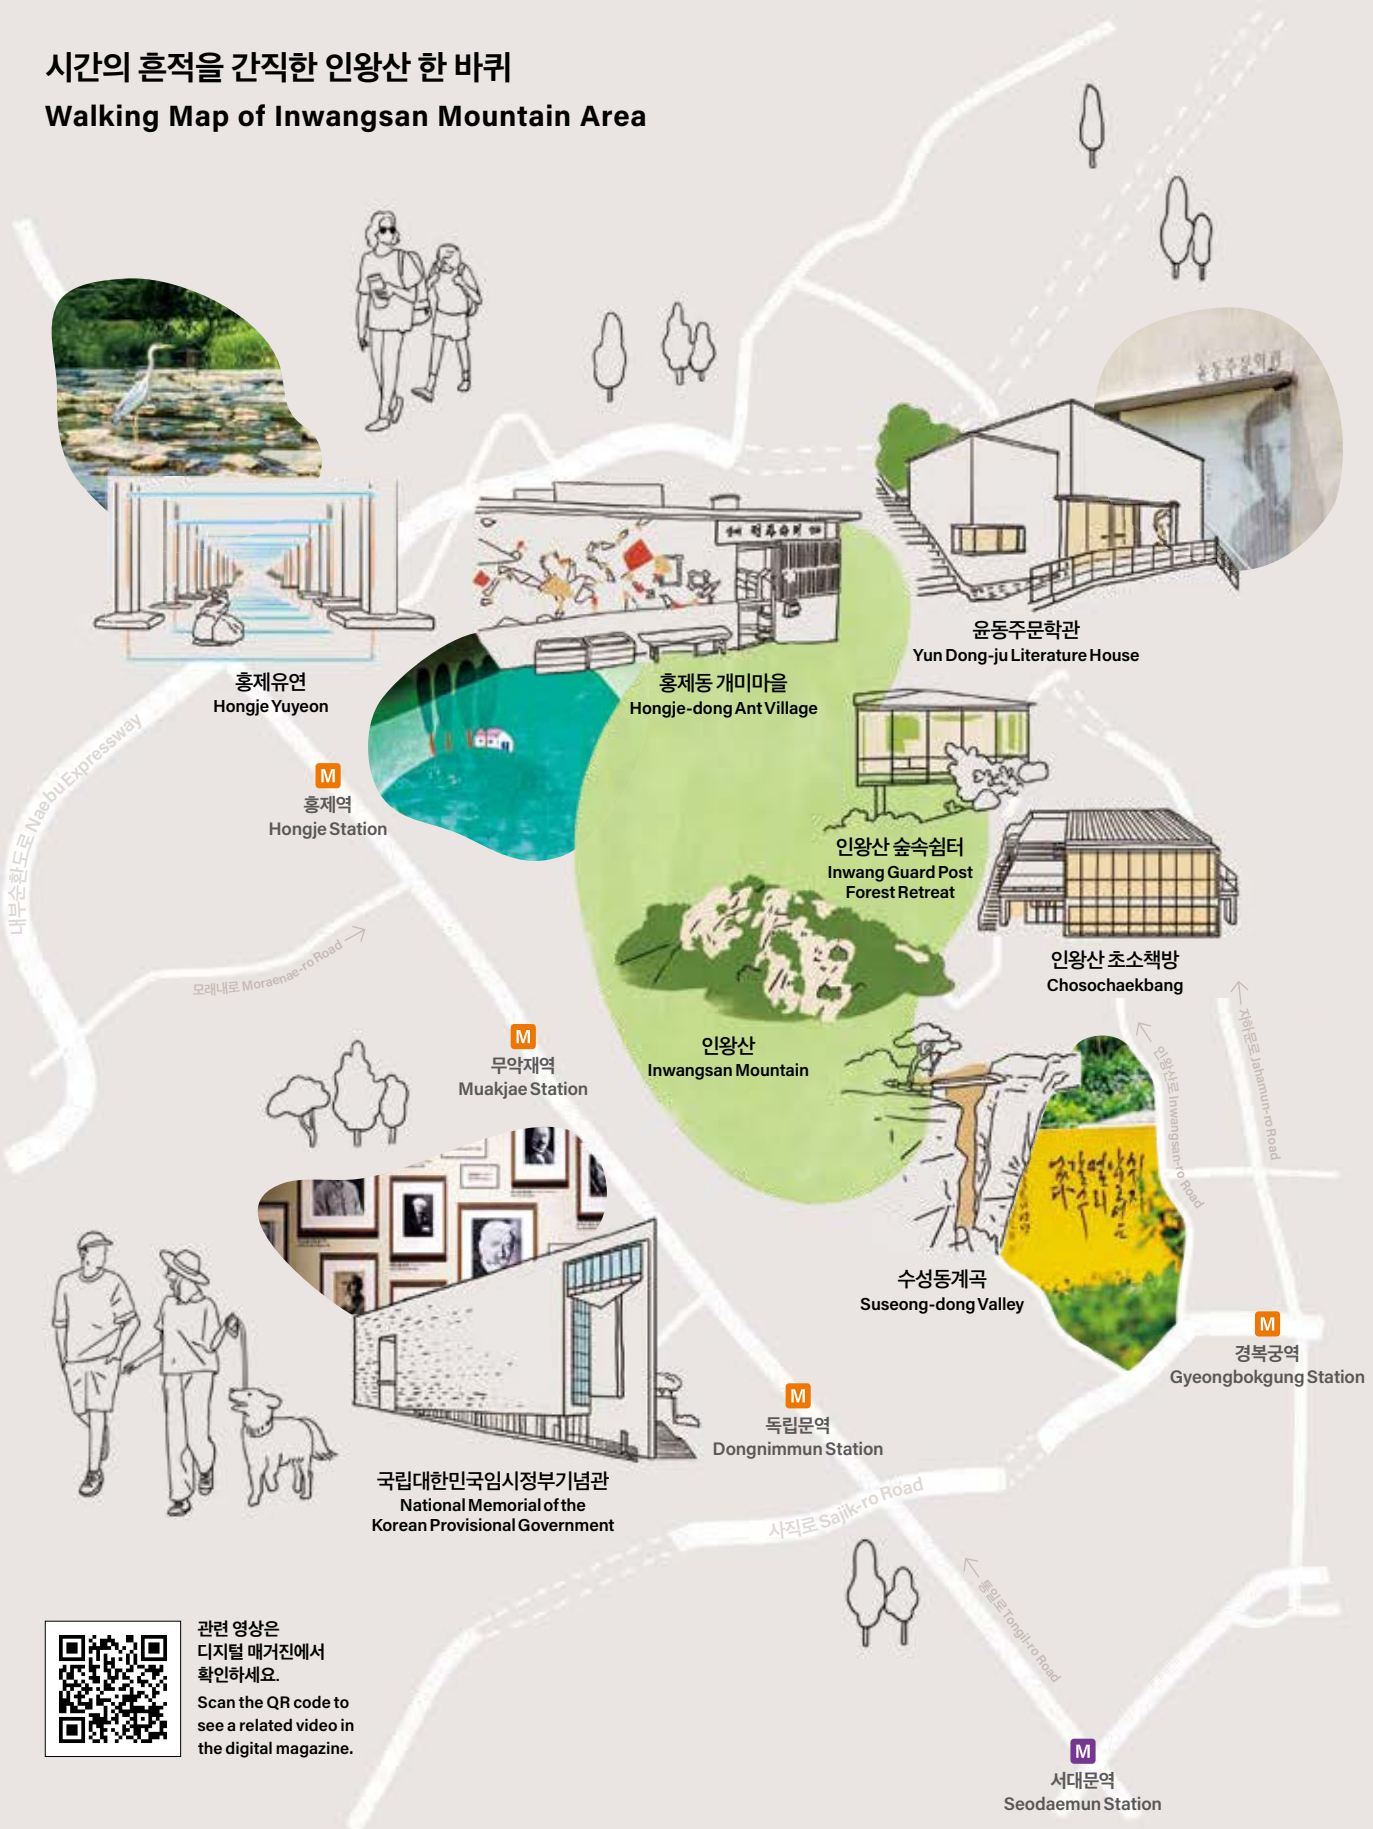 시간의 흔적을 간직한 인왕산 한 바퀴
Walking Map of Inwangsan Mountain Area
윤동주문학관
윤동주문학관
Yun Dong-ju Literature House
홍제유연
Hongje Yuyeon
홍제동 개미마을
Hongje-dong Ant Village
내부순환도로 Naebu Expressway
M
홍제역
Hongje Station
인왕산 숲속쉼터
Inwang Guard Post
Forest Retreat
모래내로 Moraenae-ro Road
인왕산 초소책방
Chosochaekbang
M
무악재역
Muakjae Station
인왕산
Inwangsan Mountain
인왕산로 Inwangsan-ro Road
자하문로 Jahamun-ro Road
수성동계곡
Suseong-dong Valley
M
경복궁역
Gyeongbokgung Station
M
독립문역
Dongnimmun Station
국립대한민국임시정부기념관
National Memorial of the
Korean Provisional Government
사직로 Sajik-ro Road
통일로 Tongil-ro Road
관련 영상은
디지털 매거진에서
확인하세요.
Scan the QR code to
see a related video in
the digital magazine.
M
서대문역
Seodaemun Station